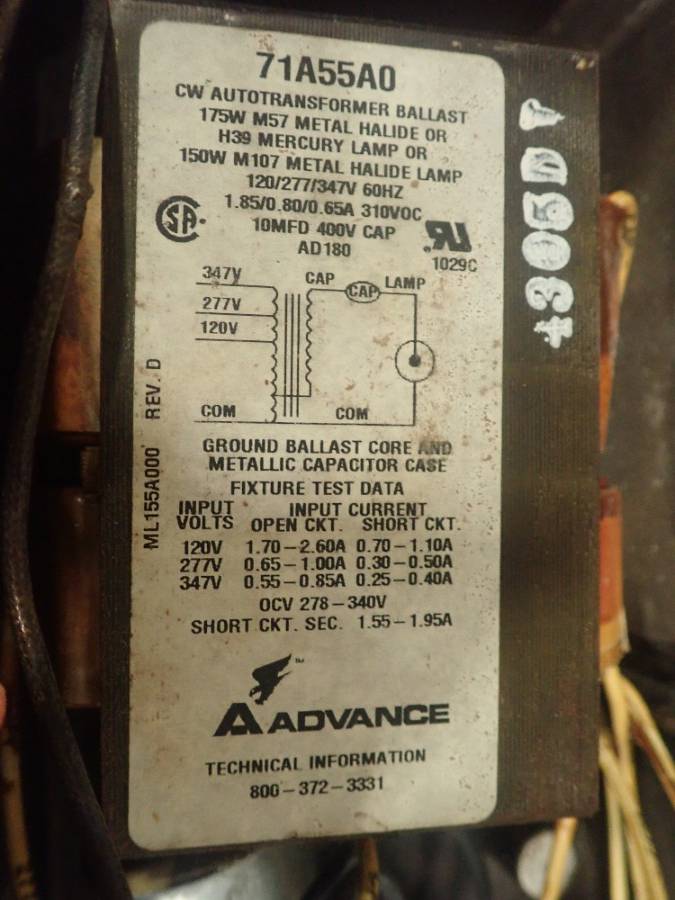 71A55A0
CW AUTOTRANSFORMER BALLAST
175W M57 METAL HALIDE OR
H39 MERCURY LAMP OR
150W M107 METAL HALIDE LAMP
120/277/347V 60HZ
1.85/0.80/0.65A 310VOC
10MFD 400V CAP
AD180
SA
RU
1029C
347V
277V
120V
COM
CAP
CAP
LAMP
COM
GROUND BALLAST CORE AND
METALLIC CAPACITOR CASE
FIXTURE TEST DATA
INPUT INPUT CURRENT
VOLTS OPEN CKT. SHORT CKT.
120V 1.70-2.60A 0.70-1.10A
277V 0.65-1.00A 0.30-0.50A
347V 0.55-0.85A 0.25-0.40A
OCV 278-340V
SHORT CKT. SEC. 1.55-1.95A
TM
ADVANCE
TECHNICAL INFORMATION
800-372-3331
ML155A000 REV. D
4305D Y